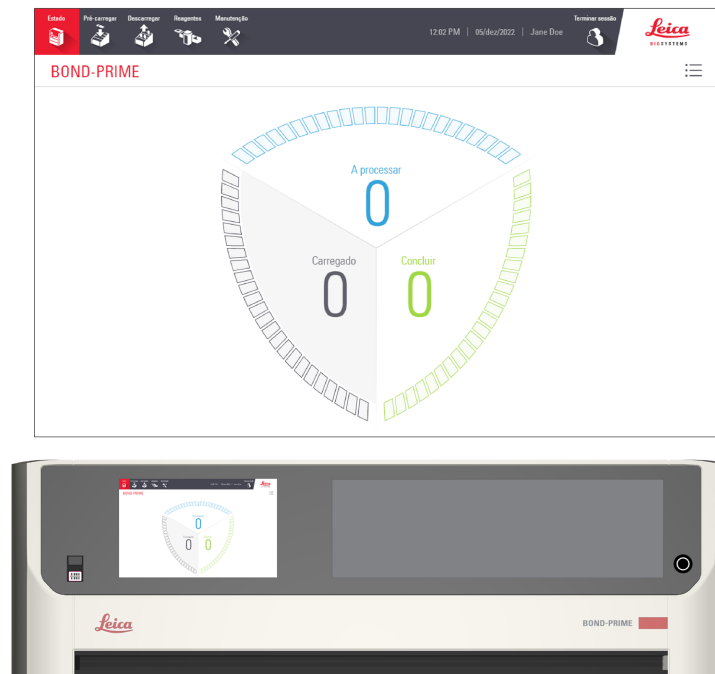 Estado Pré-carregar Descarregar Reagentes Manutenção
12:02 PM | 05/dez/2022 | Jane Doe
Terminar sessão
Leica
BIOSYSTEMS
BOND-PRIME
A processar
0
Carregado Concluir
0 0
BOND-PRIME
0
0 0
Leica
BOND-PRIME